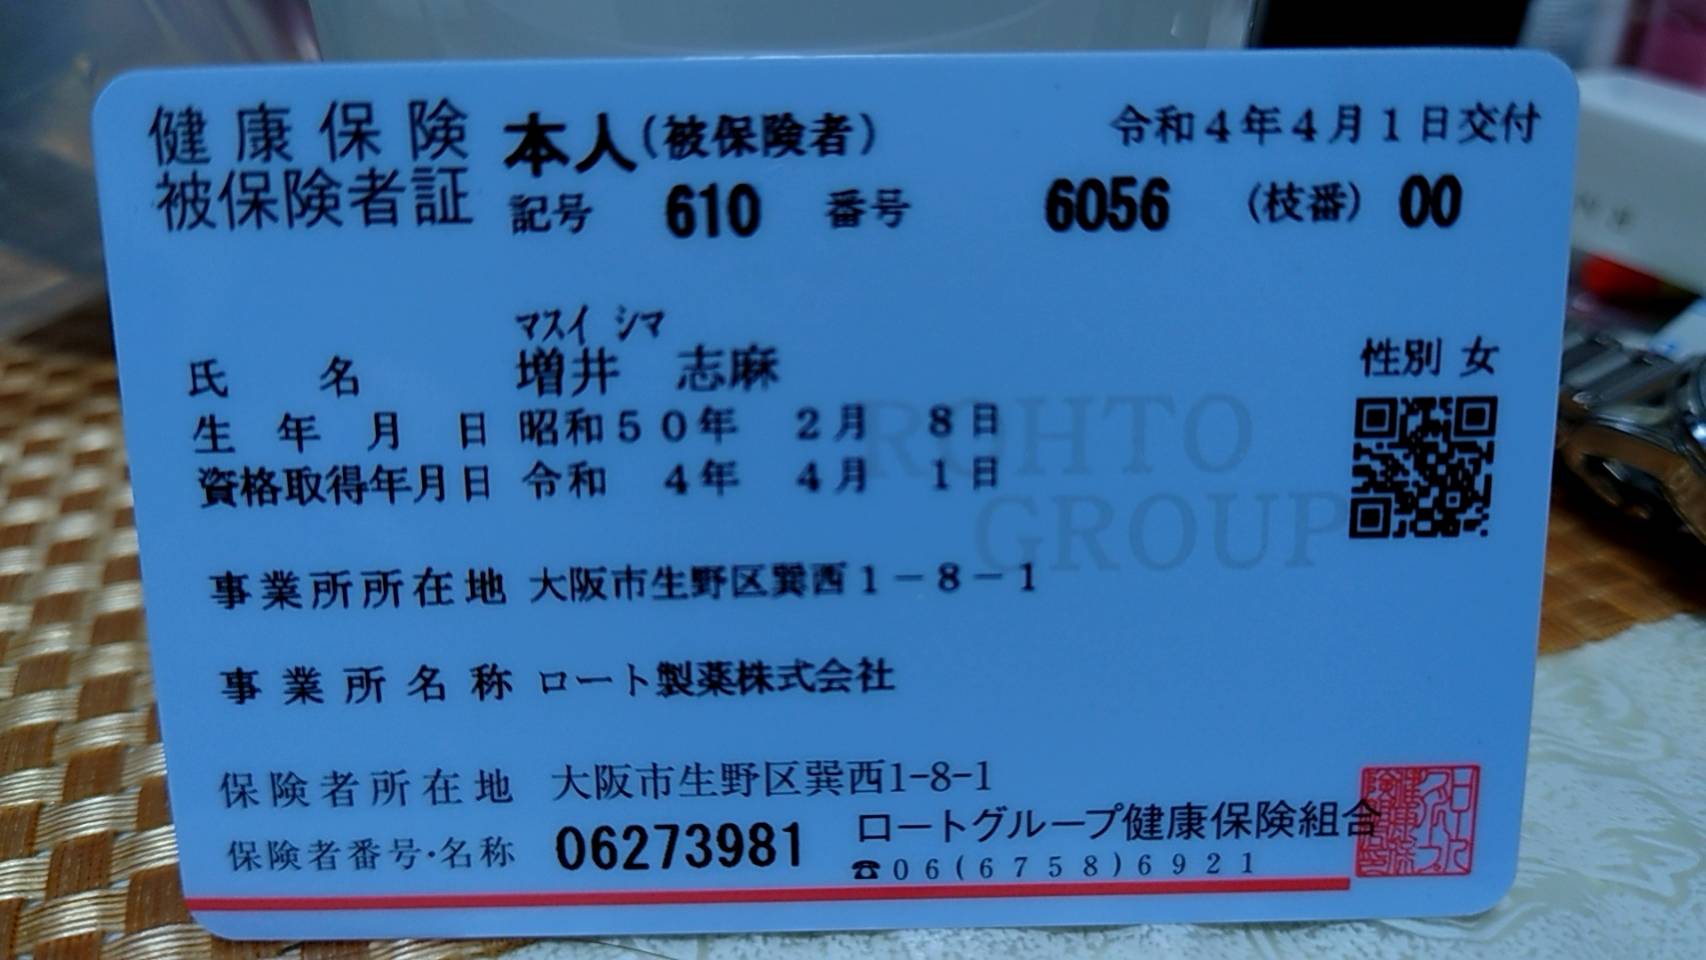 健康保険
被保険者証
本人(被保険者)
令和4年4月1日交付
記号 610 番号 6056 (枝番) 00
マスイ シマ
氏名 増井 志麻
性別 女
生年月日 昭和50年 2月 8日
資格取得年月日 令和 4年 4月 1日
ROHTO
GROUP
事業所所在地 大阪市生野区巽西1-8-1
事業所名称 ロート製薬株式会社
保険者所在地 大阪市生野区巽西1-8-1
保険者番号・名称 06273981 ロートグループ健康保険組合
☎06(6758)6921